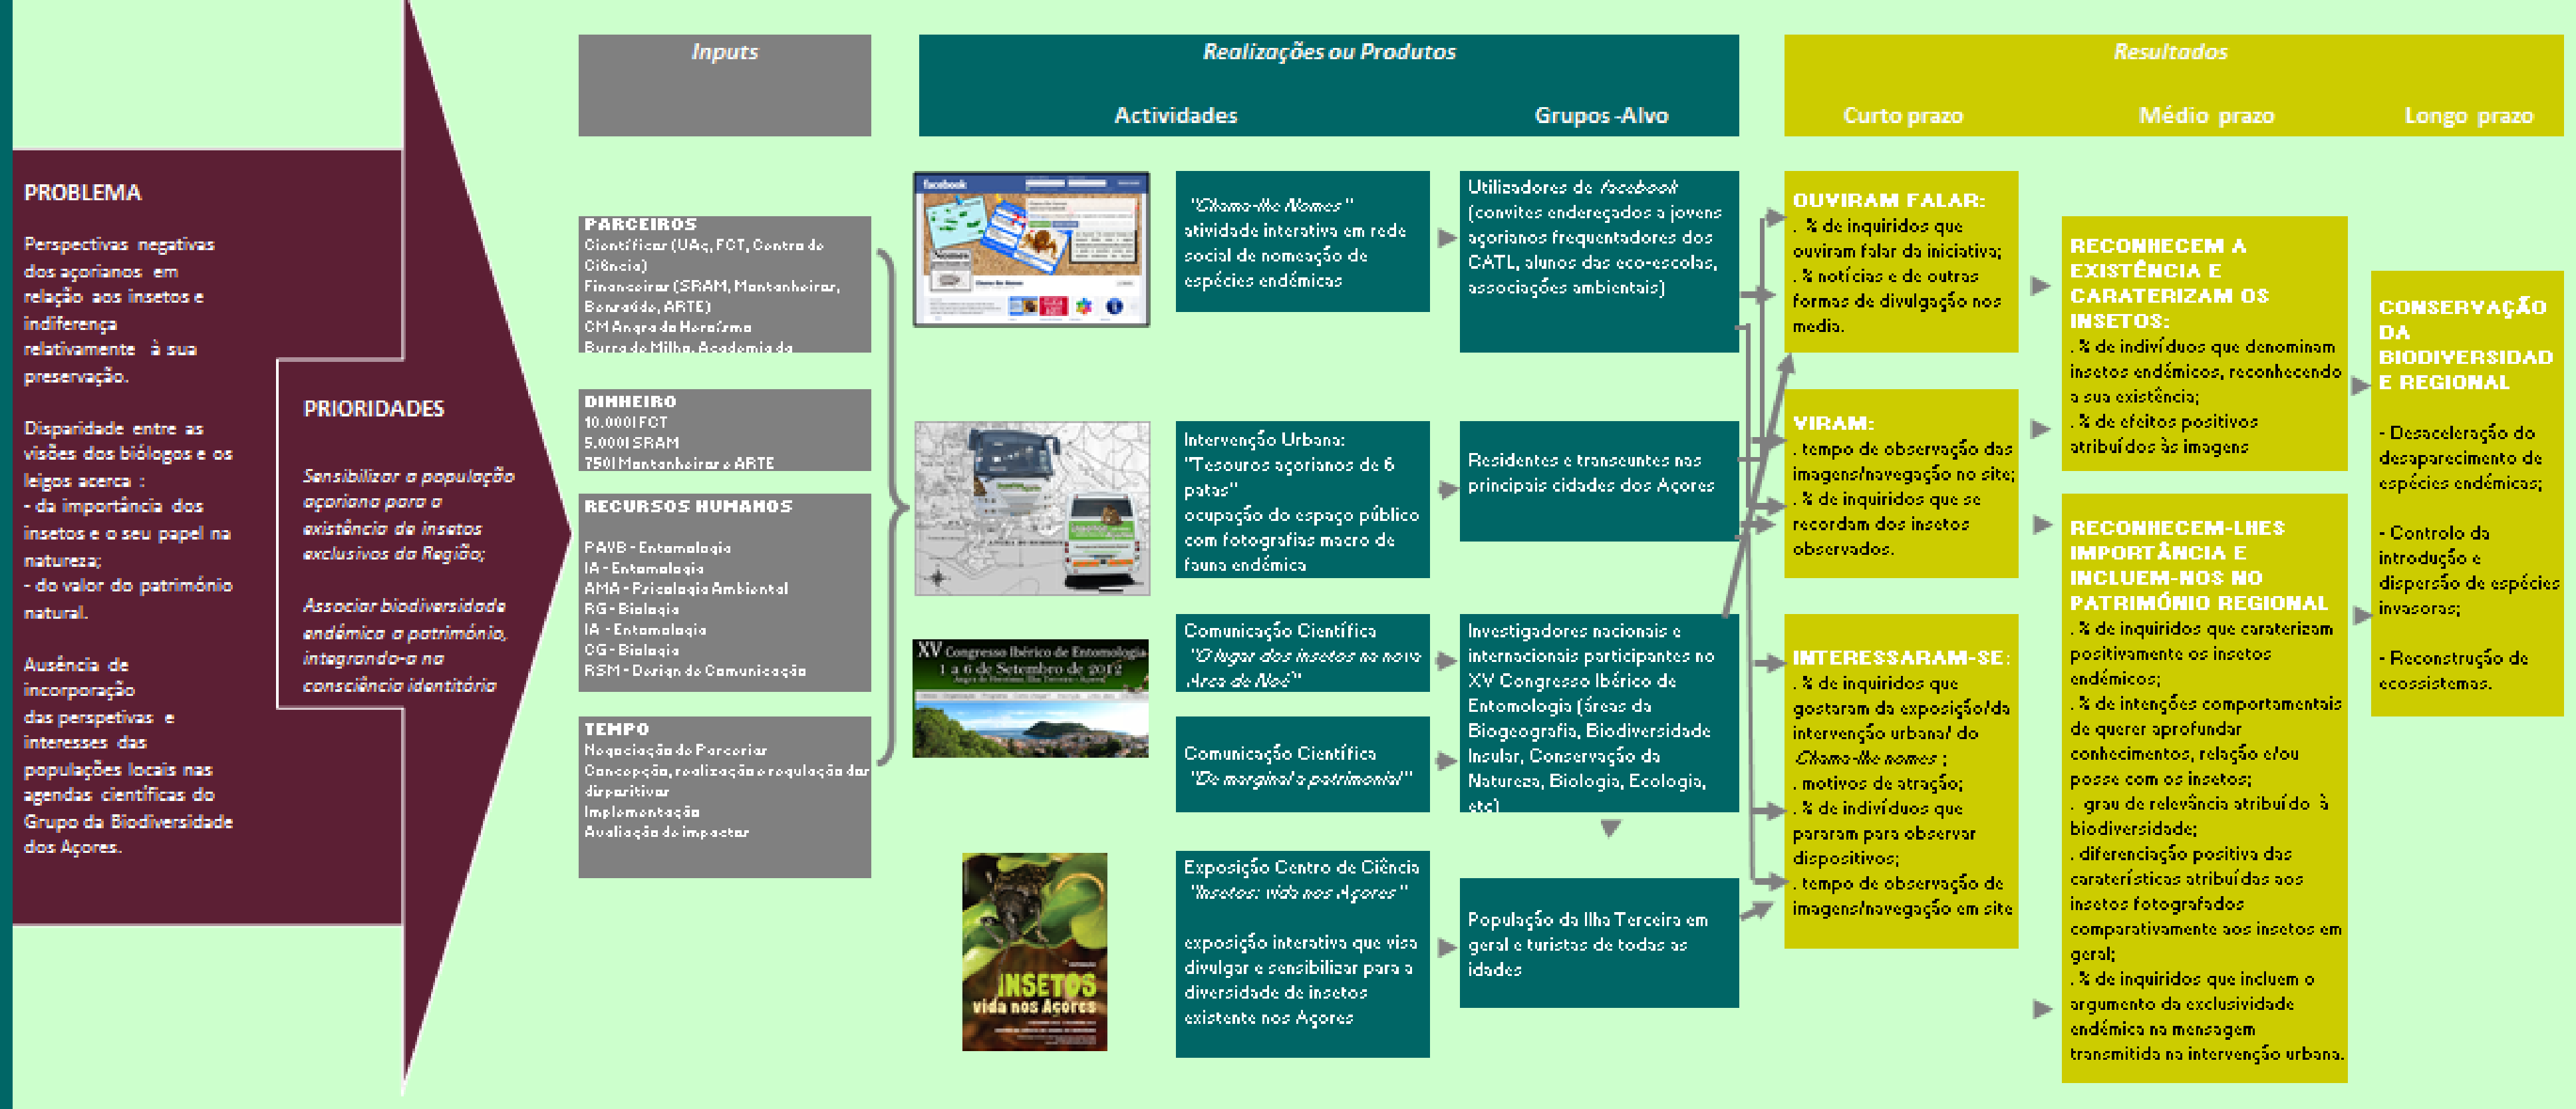 Inputs
Realizações ou Produtos
Actividades
Grupos -Alvo
Resultados
Curto prazo
Médio prazo
Longo prazo
PROBLEMA
Perspectivas negativas
dos açorianos em
relação aos insetos e
indiferença
relativamente à sua
preservação.
Disparidade entre as
visões dos biólogos e os
leigos acerca :
- da importância dos
insetos e o seu papel na
natureza;
- do valor do património
natural.
Ausência de
incorporação
das perspetivas e
interesses das
populações locais nas
agendas científicas do
Grupo da Biodiversidade
dos Açores.
PRIORIDADES
Sensibilizar a população
açoriana para a
existência de insetos
exclusivos da Região;
Associar biodiversidade
endémica a património,
integrando-a na
consciência identitária
PARCEIROS
Científicos (UAç, FCT, Centro de
Ciência)
Financeiros (SRAM, Montanheiros,
Bensaúde, ARTE)
CM Angra do Heroísmo
Burra de Milho, Academia da
DINHEIRO
10.000l FCT
5.000l SRAM
750l Montanheiros e ARTE
RECURSOS HUMANOS
PAVB - Entomologia
IA - Entomologia
AMA - Psicologia Ambiental
RG - Biologia
IA - Entomologia
CG - Biologia
RSM - Design de Comunicação
TEMPO
Negociação de Parcerias
Concepção, realização e regulação dos
dispositivos
Implementação
Avaliação de impactos
facebook
"Chama-lhe Nomes "
atividade interativa em rede
social de nomeação de
espécies endémicas
Utilizadores de facebook
(convites endereçados a jovens
açorianos frequentadores dos
CATL, alunos das eco-escolas,
associações ambientais)
Intervenção Urbana:
"Tesouros açorianos de 6
patas"
ocupação do espaço público
com fotografias macro de
fauna endémica
Residentes e transeuntes nas
principais cidades dos Açores
XV Congresso Ibérico de Entomologia
1 a 6 de Setembro de 2012
Comunicação Científica
"O lugar dos insetos na nova
Arca de Noé"
Comunicação Científica
"De marginal a patrimonial"
Investigadores nacionais e
internacionais participantes no
XV Congresso Ibérico de
Entomologia (áreas da
Biogeografia, Biodiversidade
Insular, Conservação da
Natureza, Biologia, Ecologia,
etc)
INSETOS
vida nos Açores
Exposição Centro de Ciência
"Insetos: vida nos Açores"
exposição interativa que visa
divulgar e sensibilizar para a
diversidade de insetos
existente nos Açores
População da Ilha Terceira em
geral e turistas de todas as
idades
OUVIRAM FALAR:
. % de inquiridos que
ouviram falar da iniciativa;
. % notícias e de outras
formas de divulgação nos
media.
VIRAM:
. tempo de observação das
imagens/navegação no site;
. % de inquiridos que se
recordam dos insetos
observados.
INTERESSARAM-SE:
. % de inquiridos que
gostaram da exposição/da
intervenção urbana/ do
Chama-lhe nomes ;
. motivos de atração;
. % de indivíduos que
pararam para observar
dispositivos;
. tempo de observação de
imagens/navegação em site
RECONHECEM A
EXISTÊNCIA E
CARATERIZAM OS
INSETOS:
. % de indivíduos que denominam
insetos endémicos, reconhecendo
a sua existência;
. % de efeitos positivos
atribuídos às imagens
RECONHECEM-LHES
IMPORTÂNCIA E
INCLUEM-NOS NO
PATRIMÓNIO REGIONAL
. % de inquiridos que caraterizam
positivamente os insetos
endémicos;
. % de intenções comportamentais
de querer aprofundar
conhecimentos, relação e/ou
posse com os insetos;
. grau de relevância atribuído à
biodiversidade;
. diferenciação positiva das
caraterísticas atribuídas aos
insetos fotografados
comparativamente aos insetos em
geral;
. % de inquiridos que incluem o
argumento da exclusividade
endémica na mensagem
transmitida na intervenção urbana.
CONSERVAÇÃO
DA
BIODIVERSIDAD
E REGIONAL
- Desaceleração do
desaparecimento de
espécies endémicas;
- Controlo da
introdução e
dispersão de espécies
invasoras;
- Reconstrução de
ecossistemas.